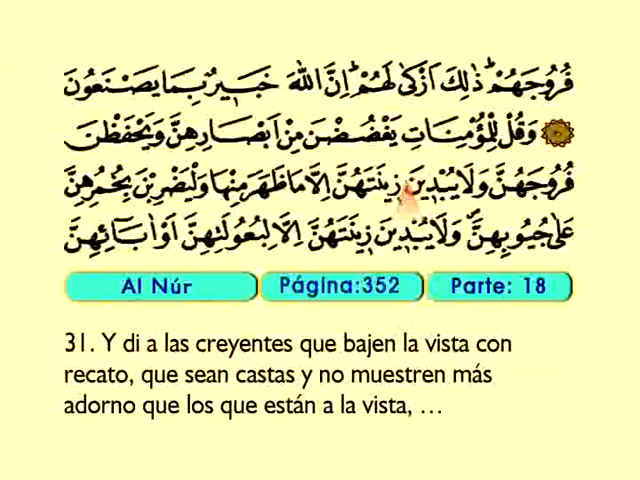 فُرُوجَهُمْ ذَٰلِكَ أَزْكَىٰ لَهُمْ إِنَّ اللَّهَ خَبِيرٌ بِمَا يَصْنَعُونَ
وَقُلْ لِلْمُؤْمِنَاتِ يَغْضُضْنَ مِنْ أَبْصَارِهِنَّ وَيَحْفَظْنَ
فُرُوجَهُنَّ وَلَا يُبْدِينَ زِينَتَهُنَّ إِلَّا مَا ظَهَرَ مِنْهَا وَلْيَضْرِبْنَ بِخُمُرِهِنَّ
عَلَىٰ جُيُوبِهِنَّ وَلَا يُبْدِينَ زِينَتَهُنَّ إِلَّا لِبُعُولَتِهِنَّ أَوْ آبَائِهِنَّ
Al Núr Página:352 Parte: 18
31. Y di a las creyentes que bajen la vista con
recato, que sean castas y no muestren más
adorno que los que están a la vista, …